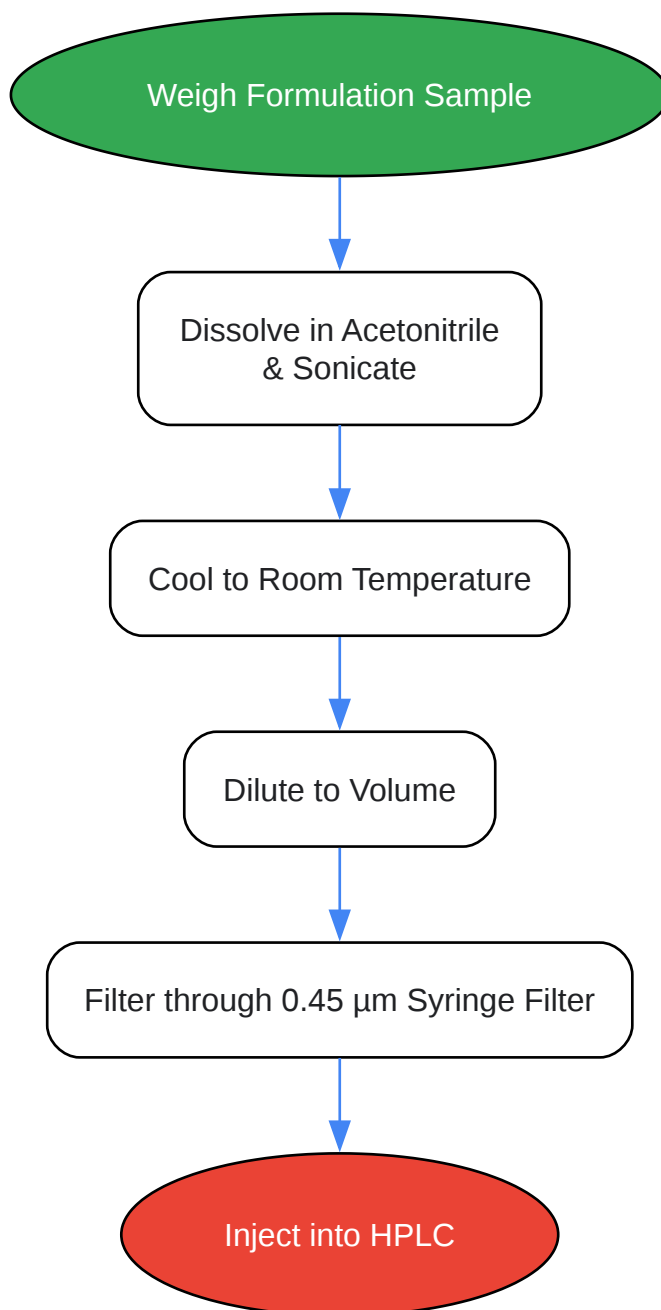 Weigh Formulation Sample
Dissolve in Acetonitrile
& Sonicate
Cool to Room Temperature
Dilute to Volume
Filter through 0.45 µm Syringe Filter
Inject into HPLC